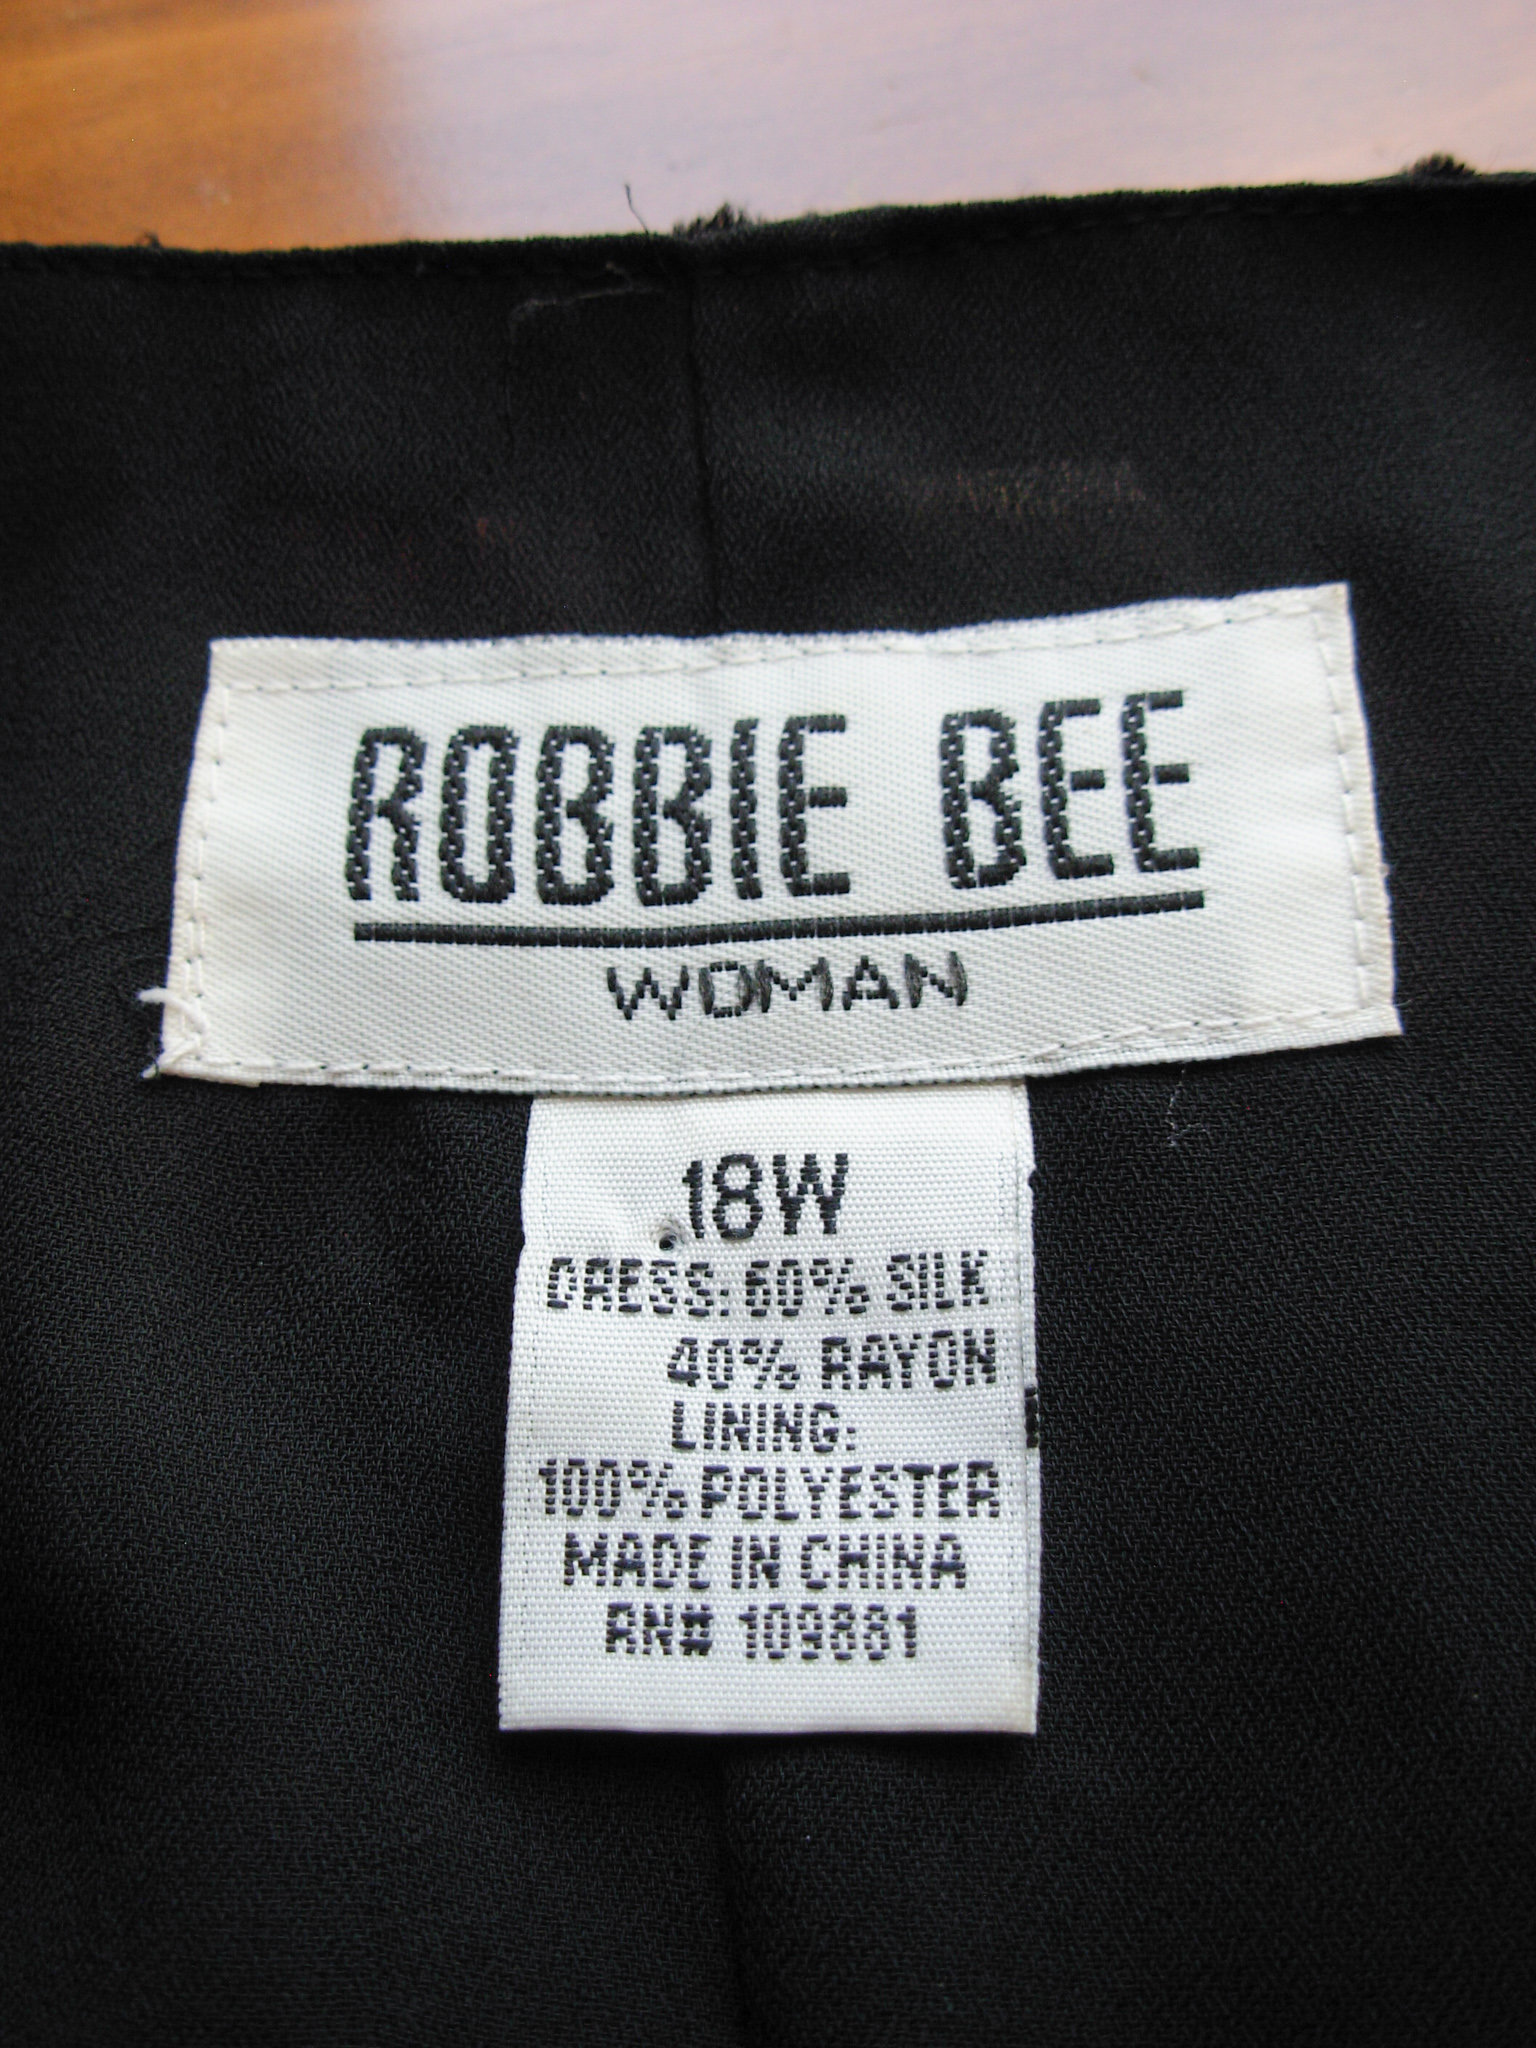 ROBBIE BEE
WOMAN
18W
DRESS: 60% SILK
40% RAYON
LINING:
100% POLYESTER
MADE IN CHINA
RN# 109881